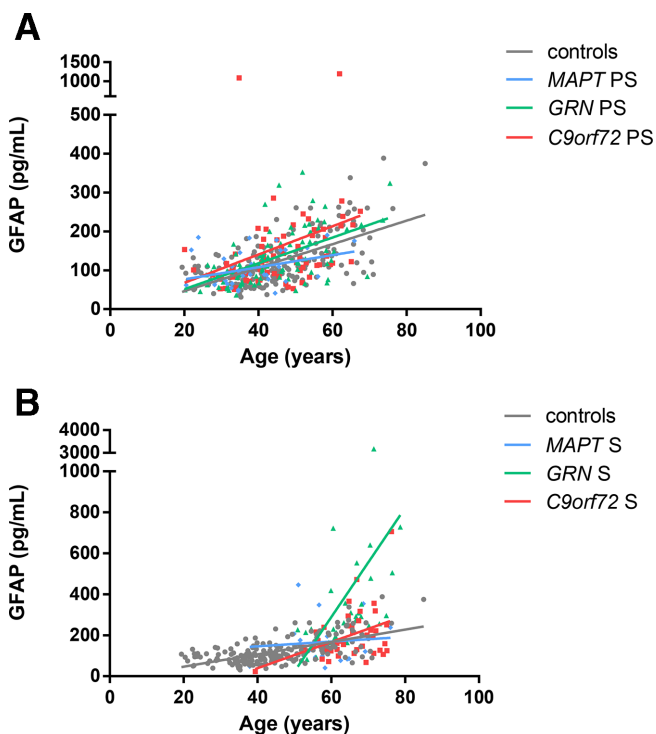 A
GFAP (pg/mL)
1500
1000
500
400
300
200
100
0
0 20 40 60 80 100
Age (years)
controls
MAPT PS
GRN PS
C9orf72 PS
B
GFAP (pg/mL)
4000
3000
1000
800
600
400
200
0
0 20 40 60 80 100
Age (years)
controls
MAPT S
GRN S
C9orf72 S